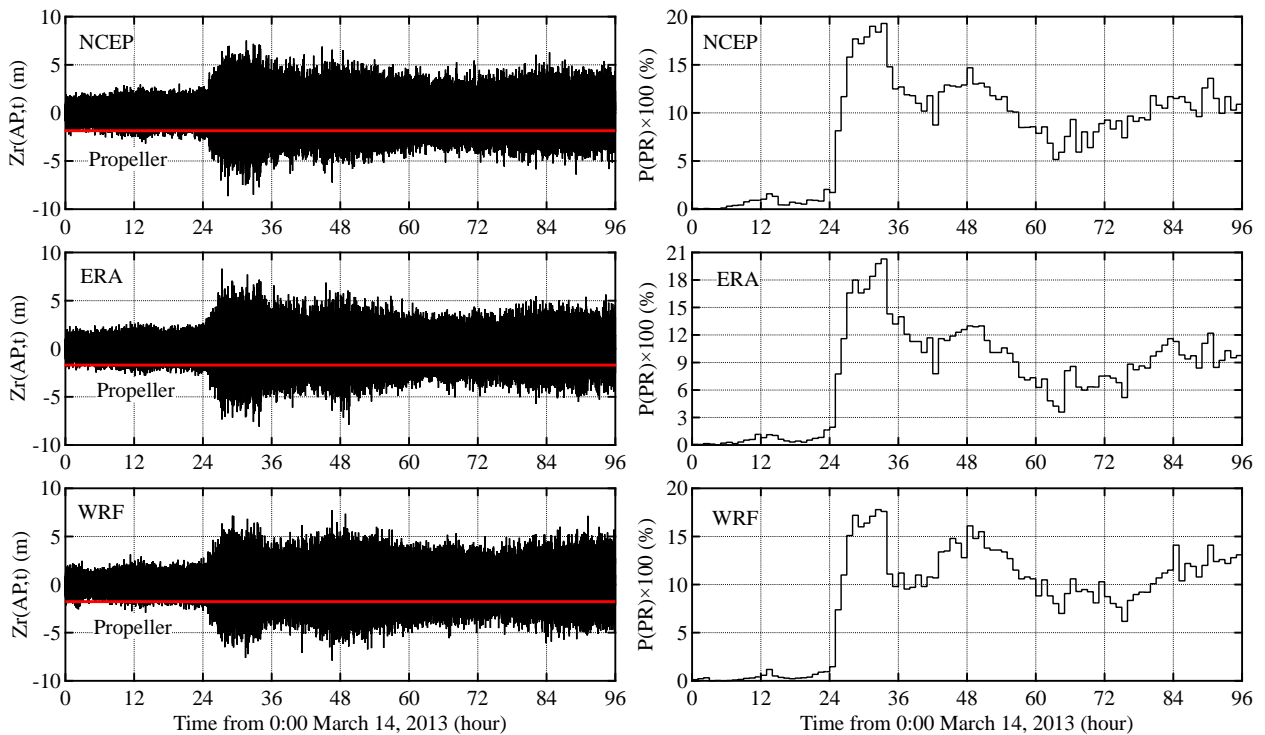 10
5
0
-5
-10
Zr(AP,t) (m)
NCEP
Propeller
0 12 24 36 48 60 72 84 96
20
15
10
5
0
P(PR)×100 (%)
NCEP
0 12 24 36 48 60 72 84 96
10
5
0
-5
-10
Zr(AP,t) (m)
ERA
Propeller
0 12 24 36 48 60 72 84 96
21
18
15
12
9
6
3
0
P(PR)×100 (%)
ERA
0 12 24 36 48 60 72 84 96
10
5
0
-5
-10
Zr(AP,t) (m)
WRF
Propeller
0 12 24 36 48 60 72 84 96
Time from 0:00 March 14, 2013 (hour)
20
15
10
5
0
P(PR)×100 (%)
WRF
0 12 24 36 48 60 72 84 96
Time from 0:00 March 14, 2013 (hour)